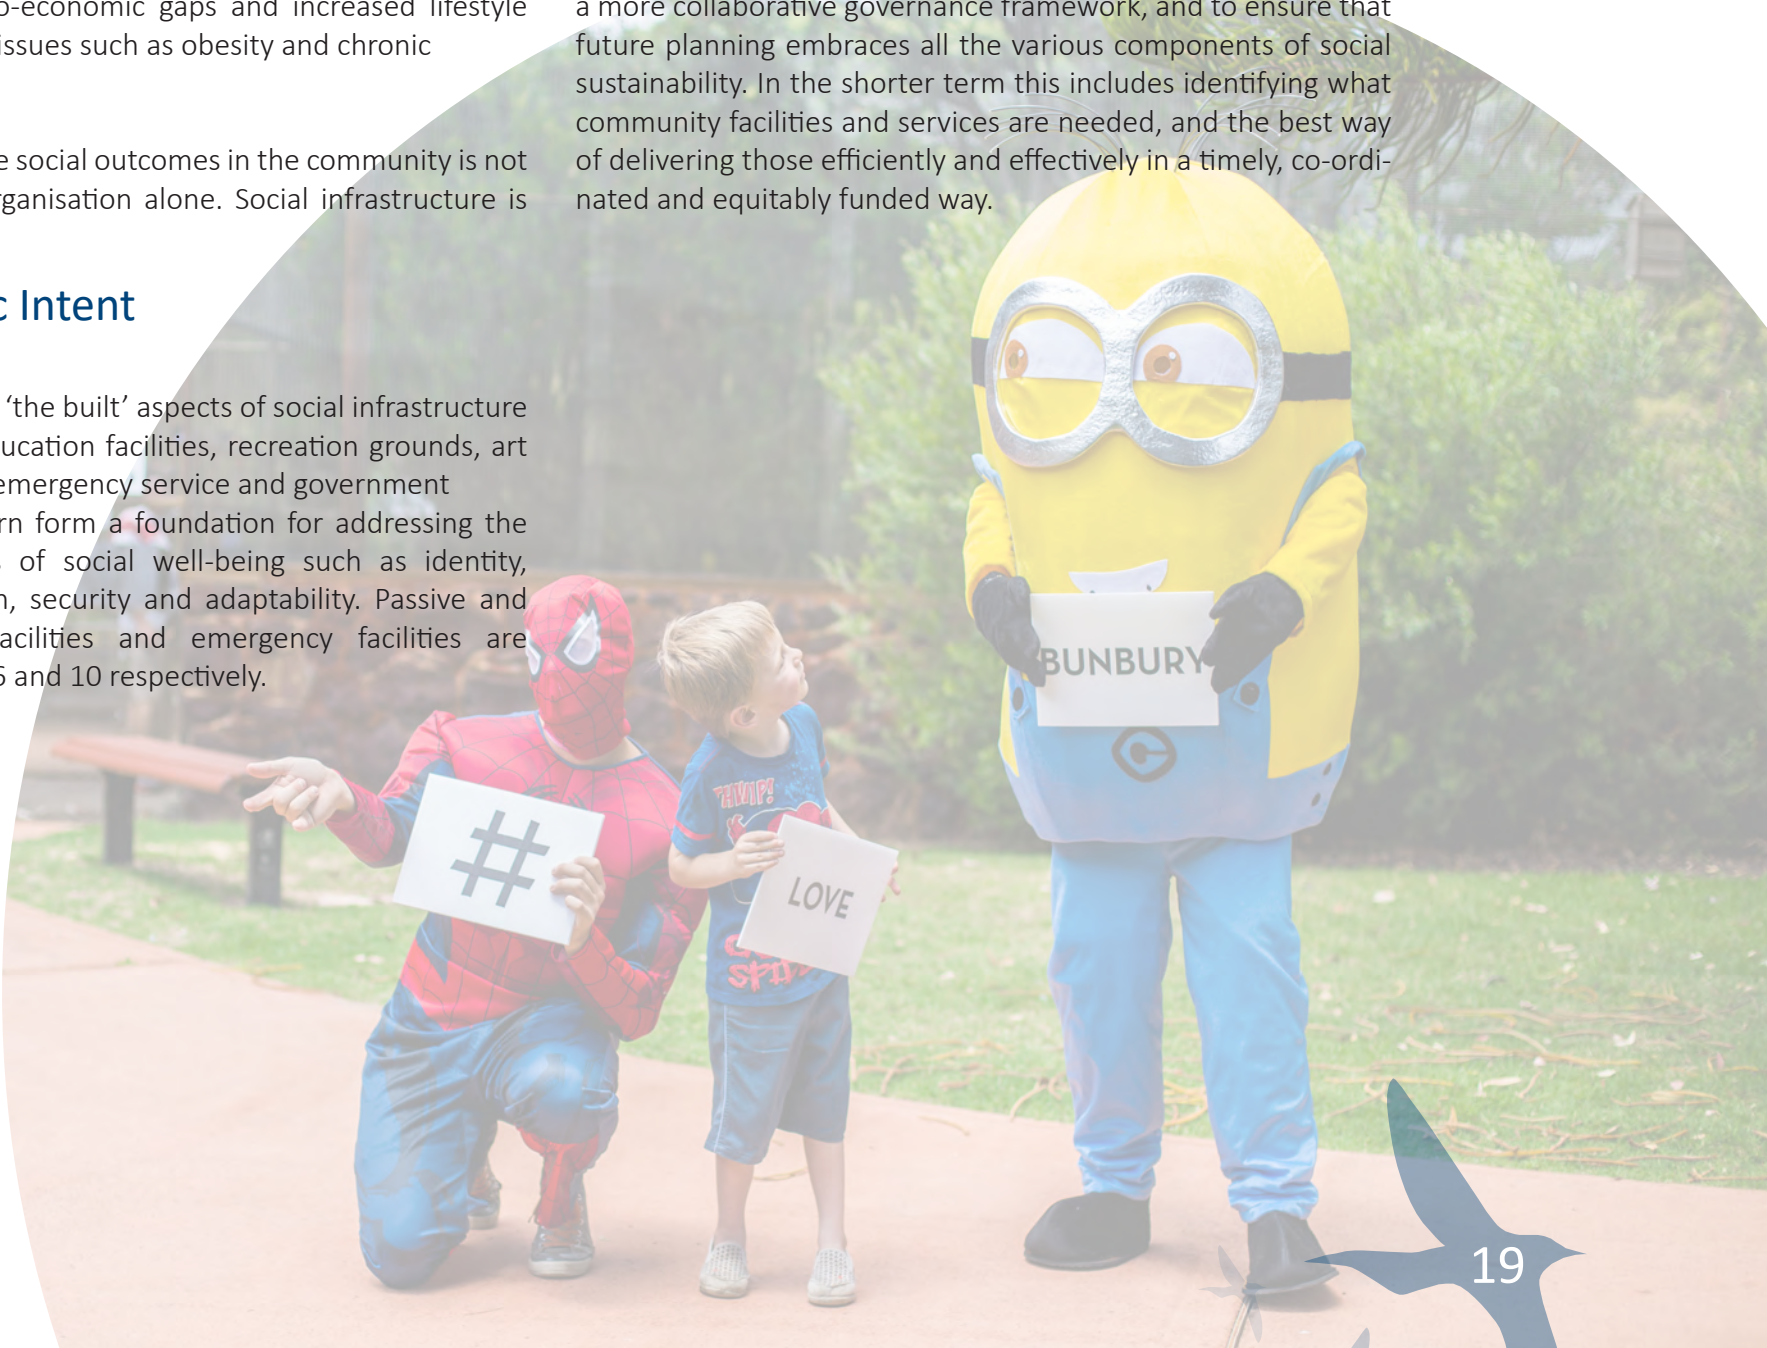 o-economic gaps and increased lifestyle
issues such as obesity and chronic
e social outcomes in the community is not
ganisation alone. Social infrastructure is
c Intent
‘the built’ aspects of social infrastructure
ucation facilities, recreation grounds, art
emergency service and government
rn form a foundation for addressing the
s of social well-being such as identity,
n, security and adaptability. Passive and
acilities and emergency facilities are
6 and 10 respectively.
a more collaborative governance framework, and to ensure that
future planning embraces all the various components of social
sustainability. In the shorter term this includes identifying what
community facilities and services are needed, and the best way
of delivering those efficiently and effectively in a timely, co-ordi-
nated and equitably funded way.
#
THWIP!
LOVE
BUNBURY
19